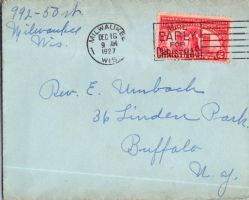 992-50 st
Milwaukee
Wis.
MILWAUKEE
DEC 16
9 AM
1927
WIS.
EARLY
FOR
CHRISTMAS
Rev. E. Umbach
36 Linden Park
Buffalo
N. Y.